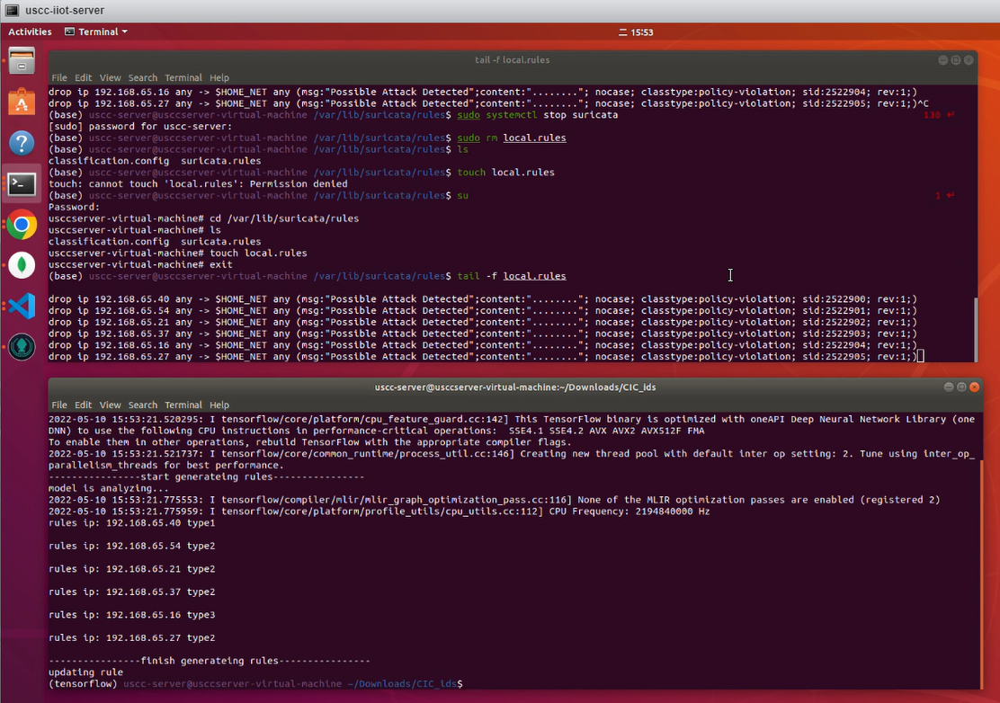 uscc-iiot-server
Activities Terminal 二 15:53
tail -f local.rules
File Edit View Search Terminal Help
drop ip 192.168.65.16 any -> $HOME_NET any (msg:"Possible Attack Detected";content:"........"; nocase; classtype:policy-violation; sid:2522904; rev:1;)
drop ip 192.168.65.27 any -> $HOME_NET any (msg:"Possible Attack Detected";content:"........"; nocase; classtype:policy-violation; sid:2522905; rev:1;)^C
(base) uscc-server@usccserver-virtual-machine /var/lib/suricata/rules$ sudo systemctl stop suricata 130 ↵
[sudo] password for uscc-server:
(base) uscc-server@usccserver-virtual-machine /var/lib/suricata/rules$ sudo rm local.rules
(base) uscc-server@usccserver-virtual-machine /var/lib/suricata/rules$ ls
classification.config suricata.rules
(base) uscc-server@usccserver-virtual-machine /var/lib/suricata/rules$ touch local.rules
touch: cannot touch 'local.rules': Permission denied
(base) uscc-server@usccserver-virtual-machine /var/lib/suricata/rules$ su 1 ↵
Password:
usccserver-virtual-machine# cd /var/lib/suricata/rules
usccserver-virtual-machine# ls
classification.config suricata.rules
usccserver-virtual-machine# touch local.rules
usccserver-virtual-machine# exit
(base) uscc-server@usccserver-virtual-machine /var/lib/suricata/rules$ tail -f local.rules
drop ip 192.168.65.40 any -> $HOME_NET any (msg:"Possible Attack Detected";content:"........"; nocase; classtype:policy-violation; sid:2522900; rev:1;)
drop ip 192.168.65.54 any -> $HOME_NET any (msg:"Possible Attack Detected";content:"........"; nocase; classtype:policy-violation; sid:2522901; rev:1;)
drop ip 192.168.65.21 any -> $HOME_NET any (msg:"Possible Attack Detected";content:"........"; nocase; classtype:policy-violation; sid:2522902; rev:1;)
drop ip 192.168.65.37 any -> $HOME_NET any (msg:"Possible Attack Detected";content:"........"; nocase; classtype:policy-violation; sid:2522903; rev:1;)
drop ip 192.168.65.16 any -> $HOME_NET any (msg:"Possible Attack Detected";content:"........"; nocase; classtype:policy-violation; sid:2522904; rev:1;)
drop ip 192.168.65.27 any -> $HOME_NET any (msg:"Possible Attack Detected";content:"........"; nocase; classtype:policy-violation; sid:2522905; rev:1;)
uscc-server@usccserver-virtual-machine:~/Downloads/CIC_ids
File Edit View Search Terminal Help
2022-05-10 15:53:21.520295: I tensorflow/core/platform/cpu_feature_guard.cc:142] This TensorFlow binary is optimized with oneAPI Deep Neural Network Library (one
DNN) to use the following CPU instructions in performance-critical operations: SSE4.1 SSE4.2 AVX AVX2 AVX512F FMA
To enable them in other operations, rebuild TensorFlow with the appropriate compiler flags.
2022-05-10 15:53:21.521737: I tensorflow/core/common_runtime/process_util.cc:146] Creating new thread pool with default inter op setting: 2. Tune using inter_op_
parallelism_threads for best performance.
----------------start generateing rules----------------
model is analyzing...
2022-05-10 15:53:21.775553: I tensorflow/compiler/mlir/mlir_graph_optimization_pass.cc:116] None of the MLIR optimization passes are enabled (registered 2)
2022-05-10 15:53:21.775959: I tensorflow/core/platform/profile_utils/cpu_utils.cc:112] CPU Frequency: 2194840000 Hz
rules ip: 192.168.65.40 type1
rules ip: 192.168.65.54 type2
rules ip: 192.168.65.21 type2
rules ip: 192.168.65.37 type2
rules ip: 192.168.65.16 type3
rules ip: 192.168.65.27 type2
----------------finish generateing rules----------------
updating rule
(tensorflow) uscc-server@usccserver-virtual-machine ~/Downloads/CIC_ids$